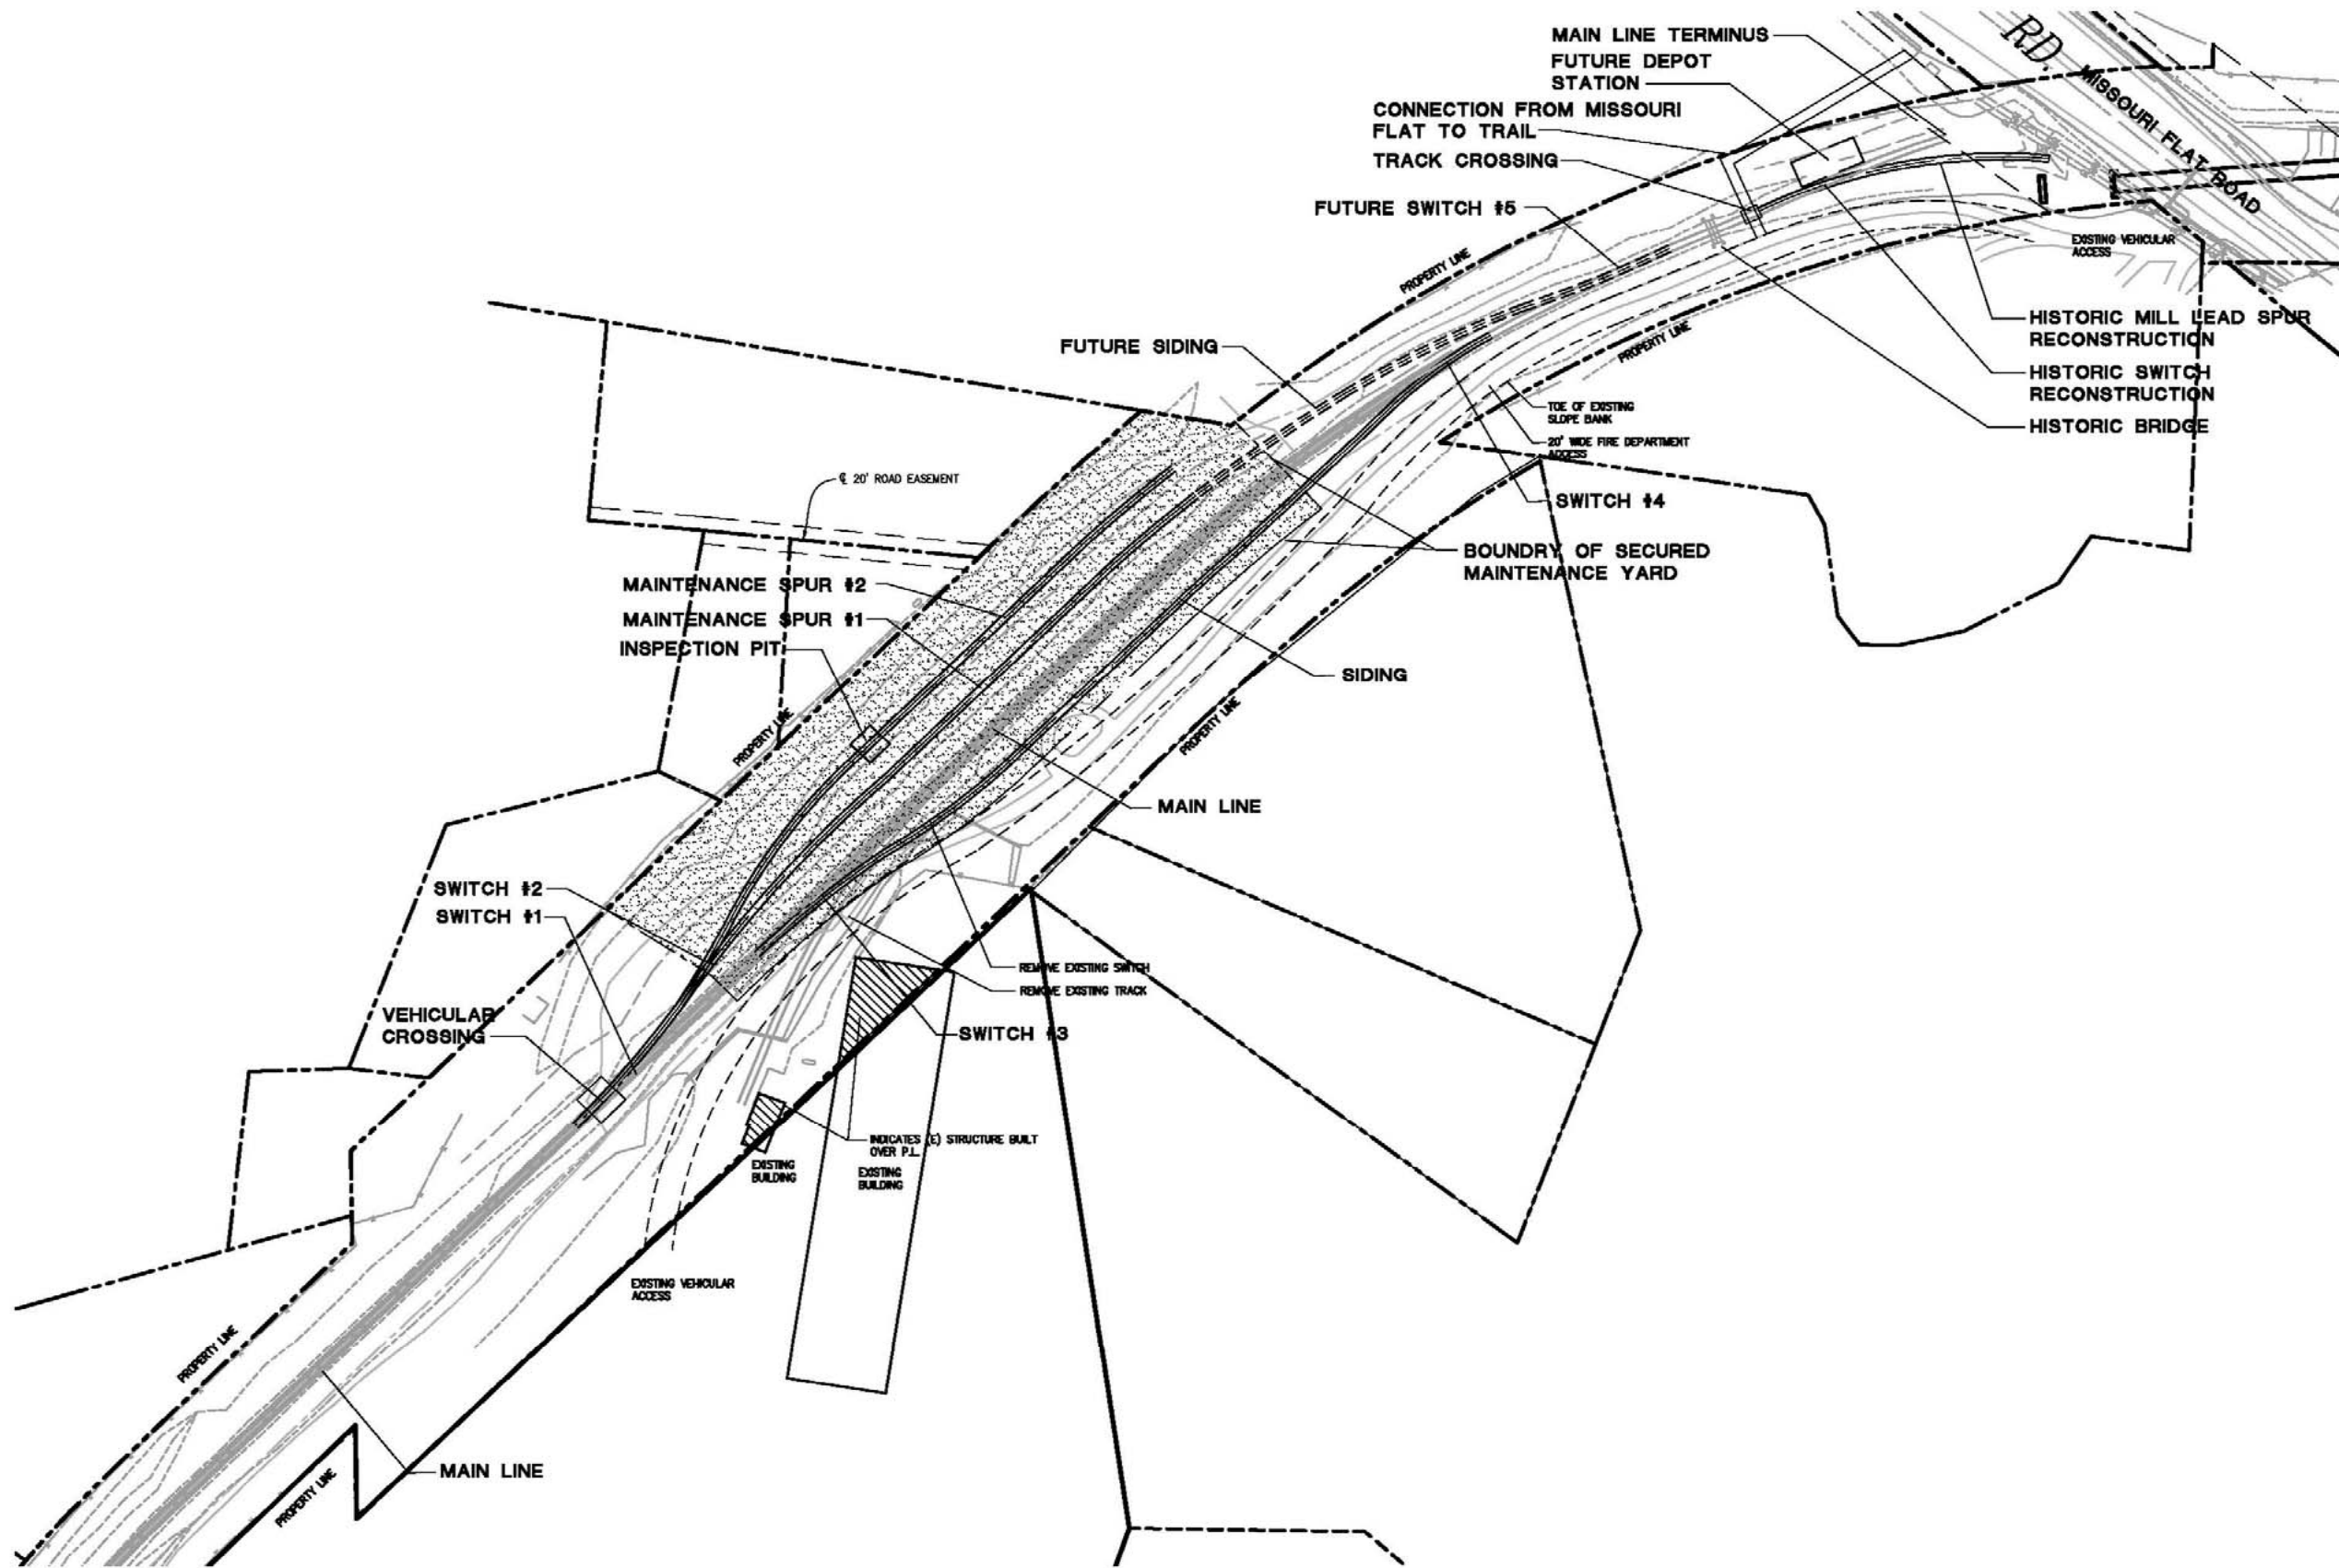 RD.
MISSOURI FLAT ROAD
MAIN LINE TERMINUS
FUTURE DEPOT
STATION
CONNECTION FROM MISSOURI
FLAT TO TRAIL
TRACK CROSSING
FUTURE SWITCH #5
EXISTING VEHICULAR
ACCESS
PROPERTY LINE
HISTORIC MILL LEAD SPUR
RECONSTRUCTION
HISTORIC SWITCH
RECONSTRUCTION
HISTORIC BRIDGE
PROPERTY LINE
FUTURE SIDING
TOE OF EXISTING
SLOPE BANK
20' WIDE FIRE DEPARTMENT
ACCESS
SWITCH #4
℄ 20' ROAD EASEMENT
BOUNDRY OF SECURED
MAINTENANCE YARD
MAINTENANCE SPUR #2
MAINTENANCE SPUR #1
INSPECTION PIT
SIDING
PROPERTY LINE
PROPERTY LINE
MAIN LINE
SWITCH #2
SWITCH #1
REMOVE EXISTING SWITCH
REMOVE EXISTING TRACK
VEHICULAR
CROSSING
SWITCH #3
INDICATES (E) STRUCTURE BUILT
OVER P.L.
EXISTING
BUILDING
EXISTING
BUILDING
EXISTING VEHICULAR
ACCESS
PROPERTY LINE
MAIN LINE
PROPERTY LINE